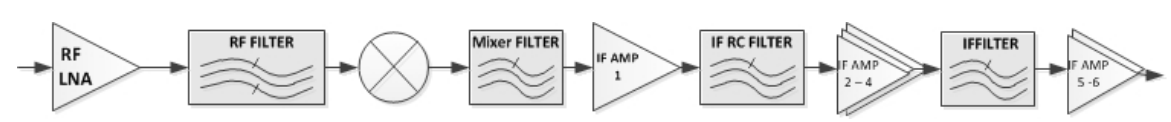 RF
LNA
RF FILTER
Mixer FILTER
IF AMP
1
IF RC FILTER
IF AMP
2 – 4
IFFILTER
IF AMP
5 -6